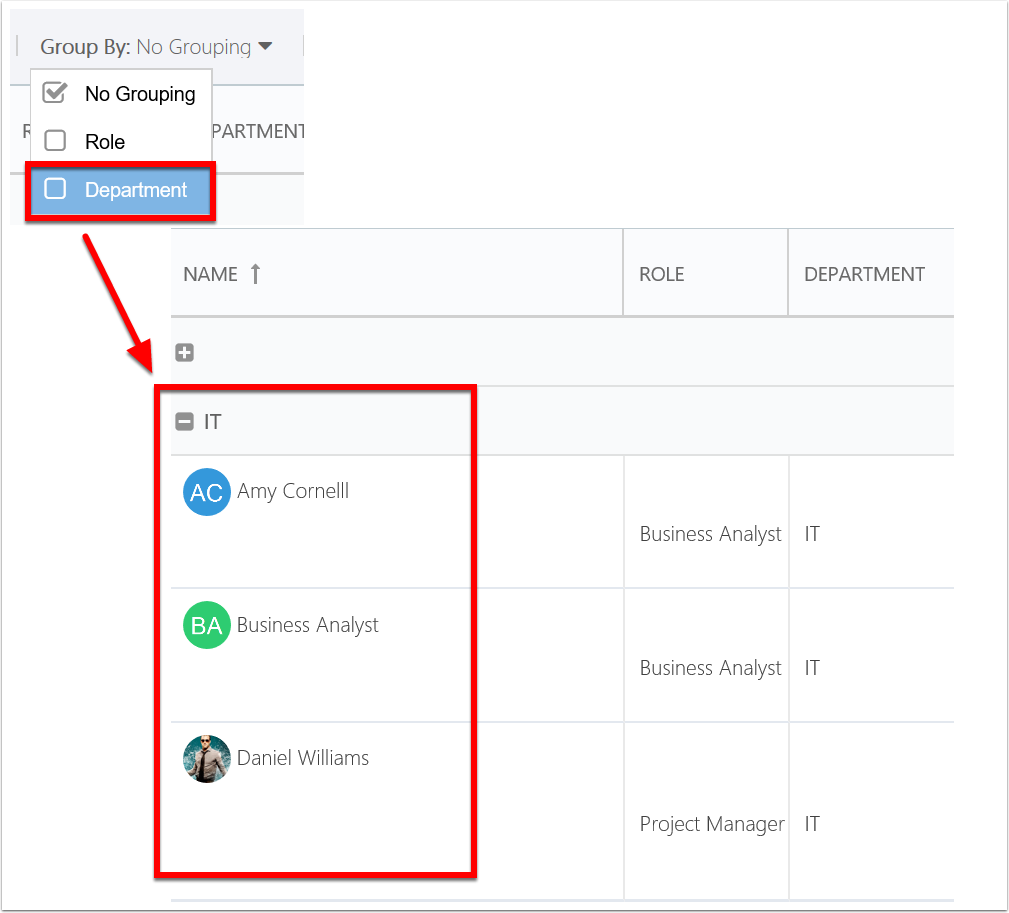 Group By: No Grouping
No Grouping
R PARTMENT
Role
Department
NAME ROLE DEPARTMENT
IT
AC Amy Cornelll
Business Analyst IT
BA Business Analyst
Business Analyst IT
Daniel Williams
Project Manager IT